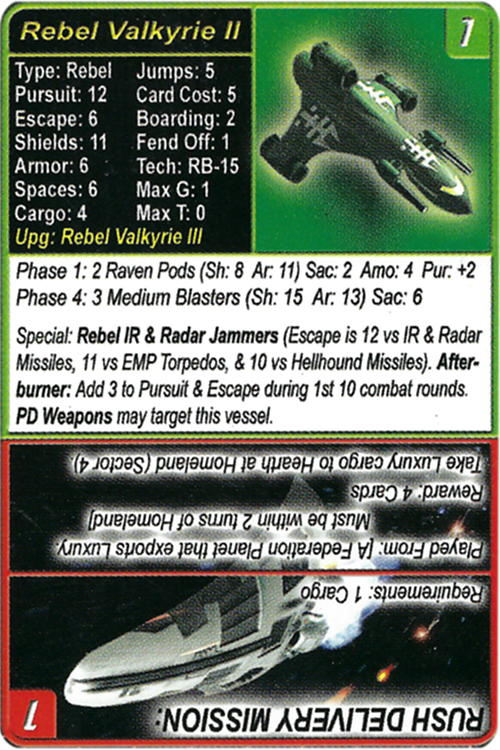 Rebel Valkyrie II
1
Type: Rebel Jumps: 5
Pursuit: 12 Card Cost: 5
Escape: 6 Boarding: 2
Shields: 11 Fend Off: 1
Armor: 6 Tech: RB-15
Spaces: 6 Max G: 1
Cargo: 4 Max T: 0
Upg: Rebel Valkyrie III
Phase 1: 2 Raven Pods (Sh: 8 Ar: 11) Sac: 2 Amo: 4 Pur: +2
Phase 4: 3 Medium Blasters (Sh: 15 Ar: 13) Sac: 6
Special: Rebel IR & Radar Jammers (Escape is 12 vs IR & Radar
Missiles, 11 vs EMP Torpedos, & 10 vs Hellhound Missiles). After-
burner: Add 3 to Pursuit & Escape during 1st 10 combat rounds.
PD Weapons may target this vessel.
RUSH DELIVERY MISSION:
1
Requirements: 1 Cargo
Played From: [A Federation Planet that exports Luxury
Must be within 2 turns of Homeland]
Reward: 4 Cards
Take Luxury cargo to Hearth at Homeland (Sector 4)